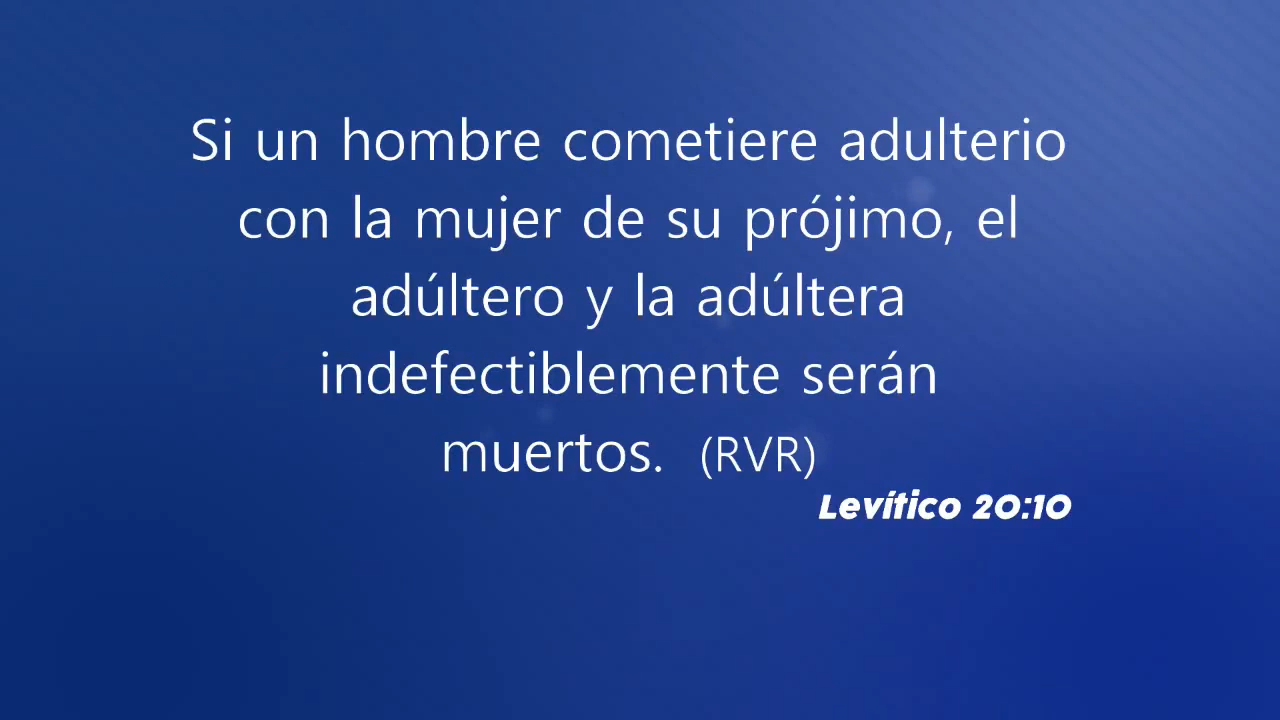 Si un hombre cometiere adulterio
con la mujer de su prójimo, el
adúltero y la adúltera
indefectiblemente serán
muertos. (RVR)
Levítico 20:10